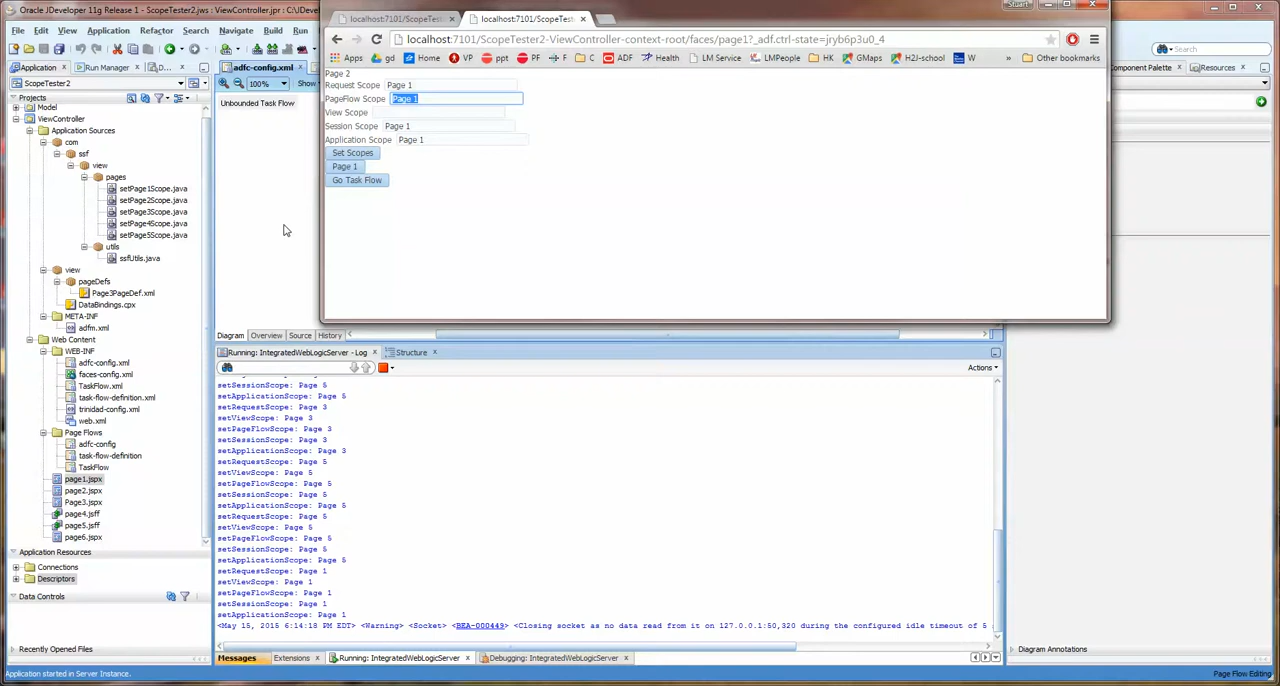 Oracle JDeveloper 11g Release 1 - ScopeTester2.jws : ViewController.jpr : C:\JDevel
File Edit View Application Refactor Search Navigate Build Run
Application Run Manager D...
ScopeTester2
Projects
Model
ViewController
Application Sources
com
ssf
view
pages
setPage1Scope.java
setPage2Scope.java
setPage3Scope.java
setPage4Scope.java
setPage5Scope.java
utils
ssfUtils.java
view
pageDefs
Page3PageDef.xml
DataBindings.cpx
META-INF
adfm.xml
Web Content
WEB-INF
adfc-config.xml
faces-config.xml
TaskFlow.xml
task-flow-definition.xml
trinidad-config.xml
web.xml
Page Flows
adfc-config
task-flow-definition
TaskFlow
page1.jspx
page2.jspx
Page3.jspx
page4.jsff
page5.jsff
page6.jspx
Application Resources
Connections
Descriptors
Data Controls
Recently Opened Files
Application started in Server Instance.
adfc-config.xml
100% Show
Unbounded Task Flow
Diagram Overview Source History
localhost:7101/ScopeTest localhost:7101/ScopeTest
Stuart
localhost:7101/ScopeTester2-ViewController-context-root/faces/page1?_adf.ctrl-state=jryb6p3u0_4
Apps gd Home VP ppt PF F C ADF Health LM Service LMPeople HK GMaps H2J-school W » Other bookmarks
Page 2
Request Scope Page 1
PageFlow Scope Page 1
View Scope
Session Scope Page 1
Application Scope Page 1
Set Scopes
Page 1
Go Task Flow
Search
Component Palette Resources
Running: IntegratedWebLogicServer - Log Structure
Actions
setSessionScope: Page 5
setApplicationScope: Page 5
setRequestScope: Page 3
setViewScope: Page 3
setPageFlowScope: Page 3
setSessionScope: Page 3
setApplicationScope: Page 3
setRequestScope: Page 5
setViewScope: Page 5
setPageFlowScope: Page 5
setSessionScope: Page 5
setApplicationScope: Page 5
setRequestScope: Page 5
setViewScope: Page 5
setPageFlowScope: Page 5
setSessionScope: Page 5
setApplicationScope: Page 5
setRequestScope: Page 1
setViewScope: Page 1
setPageFlowScope: Page 1
setSessionScope: Page 1
setApplicationScope: Page 1
<May 15, 2015 6:14:18 PM EDT> <Warning> <Socket> <BEA-000449> <Closing socket as no data read from it on 127.0.0.1:50,320 during the configured idle timeout of 5
Messages Extensions Running: IntegratedWebLogicServer Debugging: IntegratedWebLogicServer
Diagram Annotations
Page Flow Editing